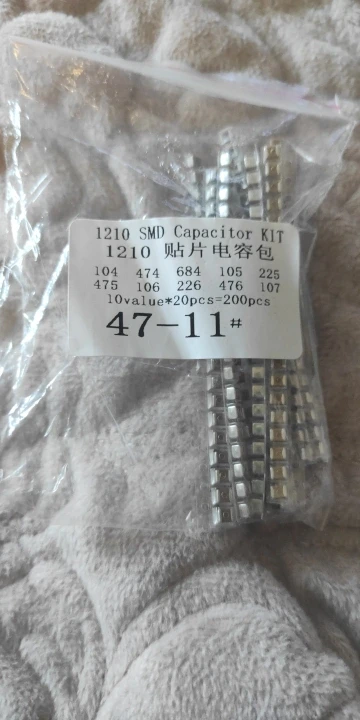 1210 SMD Capacitor KIT
1210 贴片电容包
104 474 684 105 225
475 106 226 476 107
10value*20pcs=200pcs
47-11#